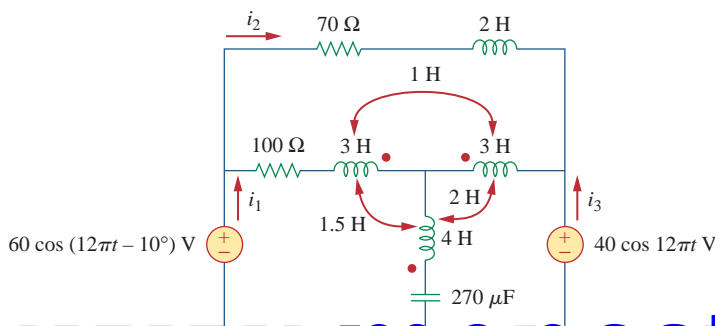 i₂
70 Ω
2 H
1 H
100 Ω
3 H
3 H
i₁
1.5 H
2 H
i₃
4 H
60 cos (12πt – 10°) V
+
–
+
–
40 cos 12πt V
270 μF